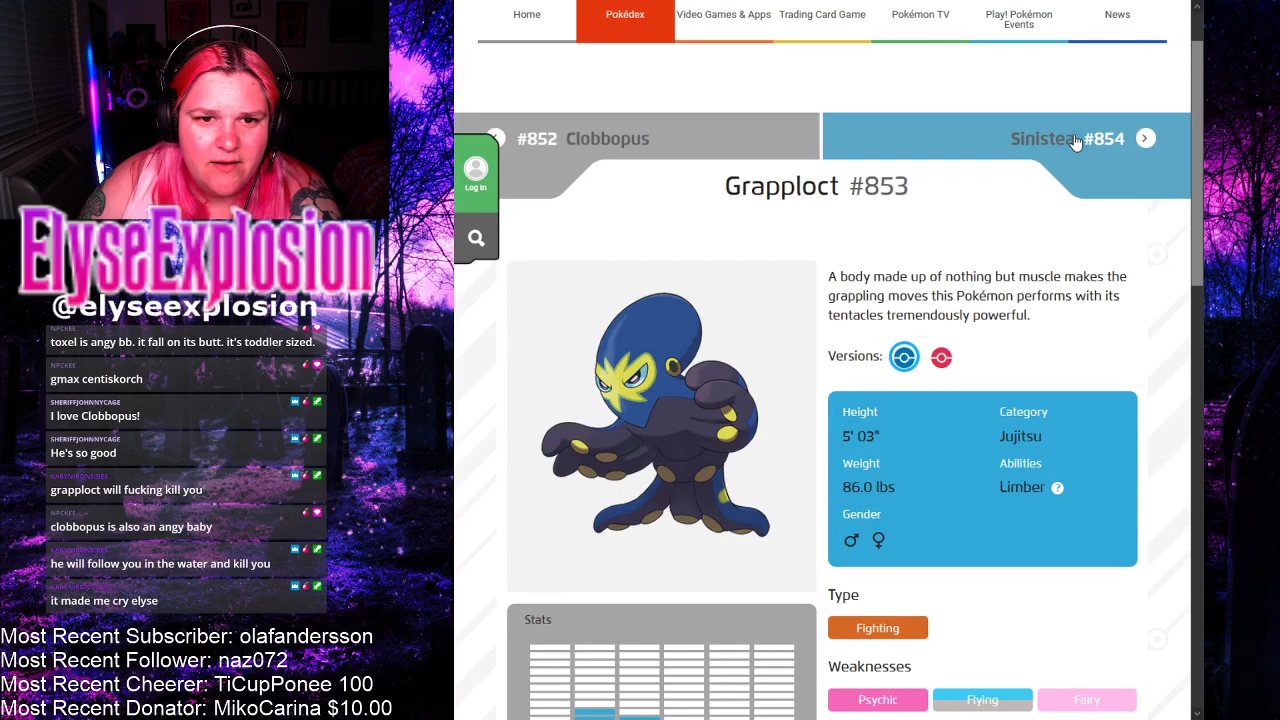 Home
Pokédex
Video Games & Apps
Trading Card Game
Pokémon TV
Play! Pokémon
Events
News
#852 Clobbopus
#854
Log In
Grapploct #853
A body made up of nothing but muscle makes the
grappling moves this Pokémon performs with its
tentacles tremendously powerful.
Versions:
Height
5' 03"
Weight
86.0 lbs
Gender
Category
Jujitsu
Abilities
Limber ?
Type
Fighting
Weaknesses
Psychic
Flying
Fairy
Stats
ElyseExplosion
@elyseexplosion
NPCKEE
toxel is angy bb. it fall on its butt. it's toddler sized.
NPCKEE
gmax centiskorch
SHERIFFJOHNNYCAGE
I love Clobbopus!
SHERIFFJOHNNYCAGE
He's so good
grapploct will fucking kill you
NPCKEE
clobbopus is also an angy baby
he will follow you in the water and kill you
it made me cry elyse
Most Recent Subscriber: olafandersson
Most Recent Follower: naz072
Most Recent Cheerer: TiCupPonee 100
Most Recent Donator: MikoCarina $10.00